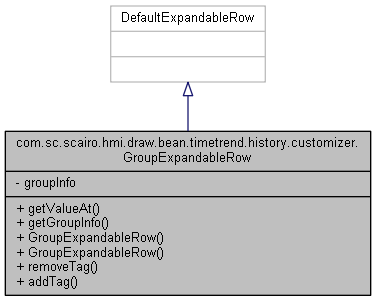 DefaultExpandableRow
com.sc.scairo.hmi.draw.bean.timetrend.history.customizer.
GroupExpandableRow
- groupInfo
+ getValueAt()
+ getGroupInfo()
+ GroupExpandableRow()
+ GroupExpandableRow()
+ removeTag()
+ addTag()